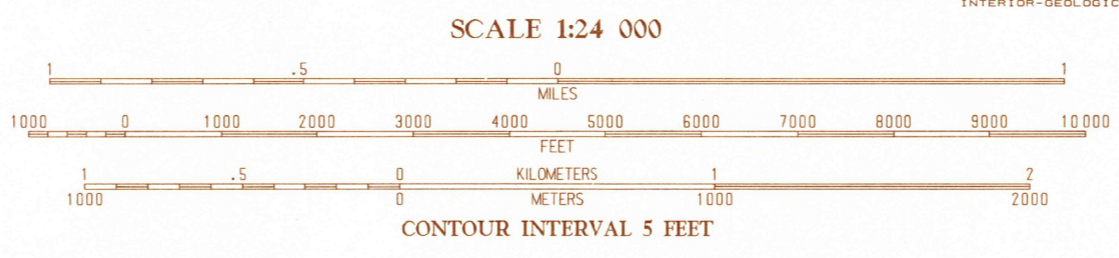 INTERIOR-GEOLOGIC
SCALE 1:24 000
1 .5 0 1
MILES
1000 0 1000 2000 3000 4000 5000 6000 7000 8000 9000 10000
FEET
1 .5 0 KILOMETERS 1 2
1000 0 METERS 1000 2000
CONTOUR INTERVAL 5 FEET